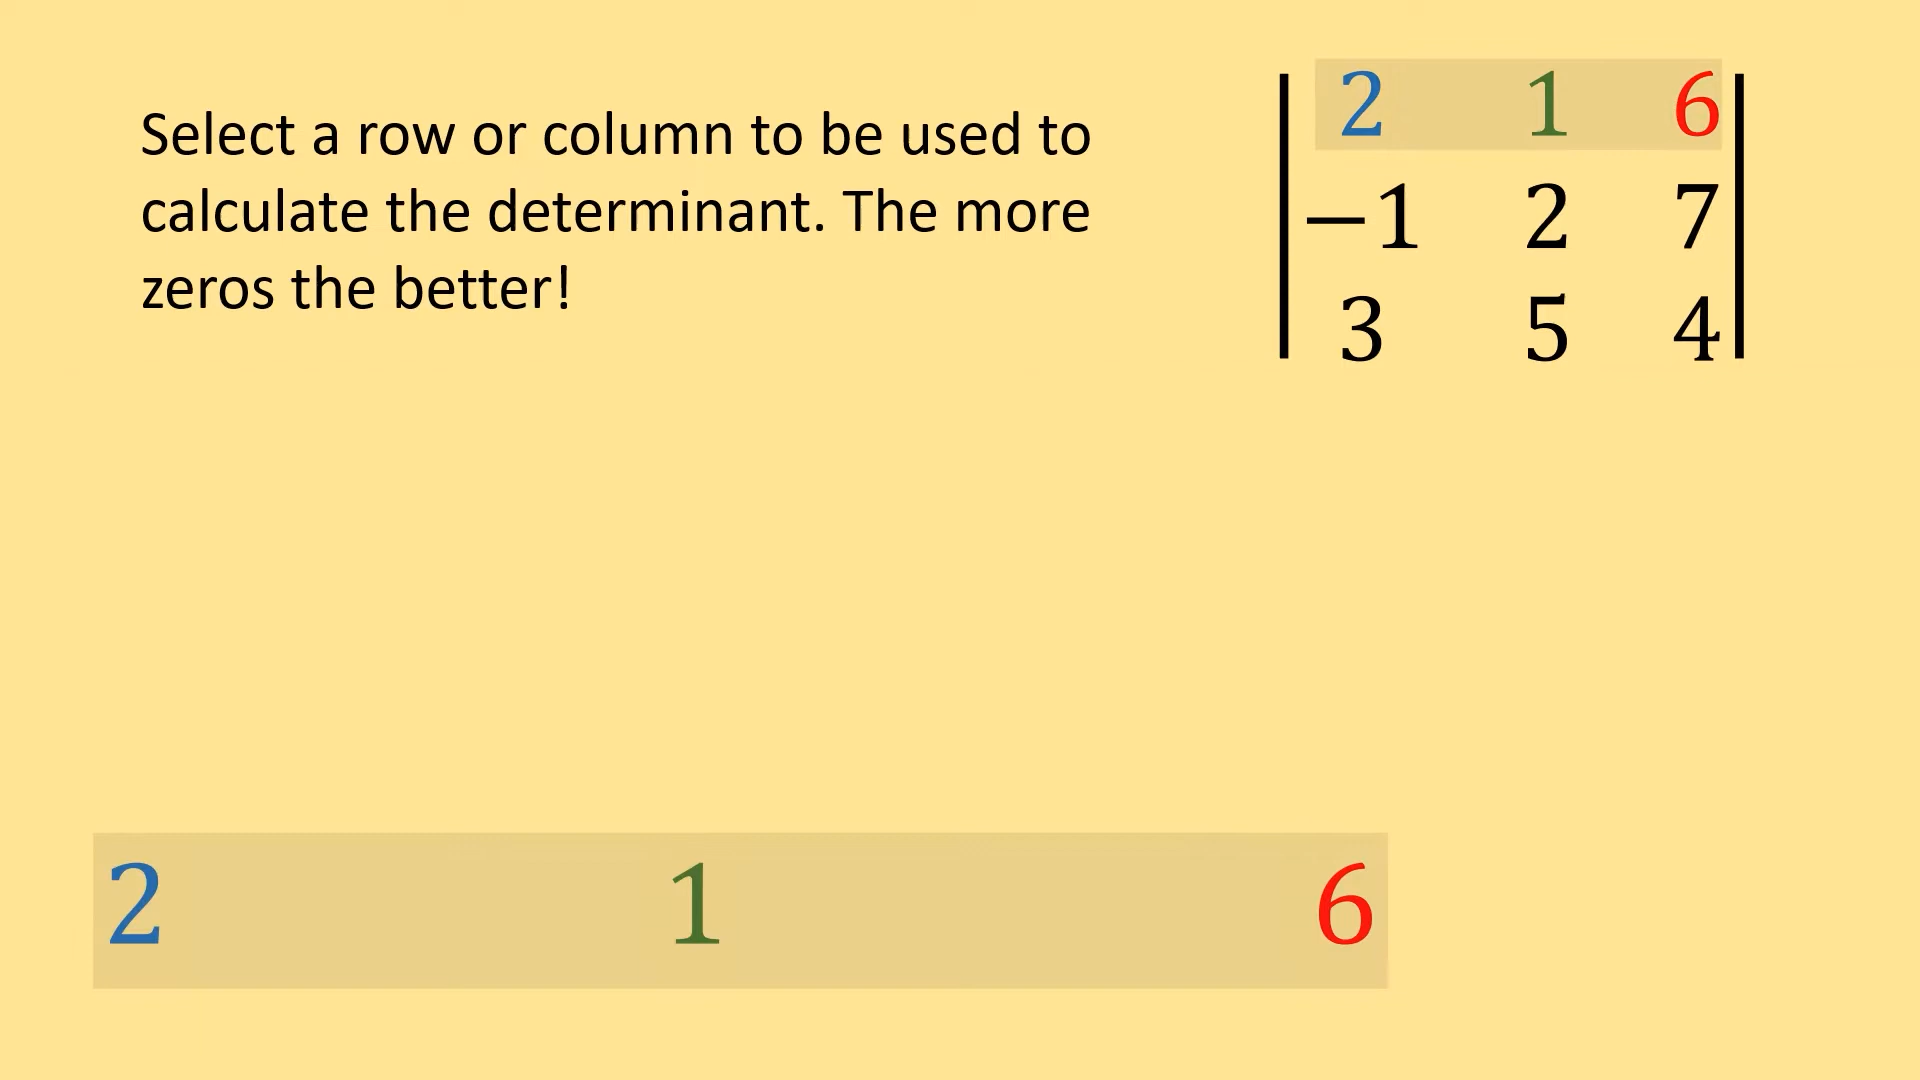 Select a row or column to be used to
calculate the determinant. The more
zeros the better!
2 1 6
−1 2 7
3 5 4
2 1 6